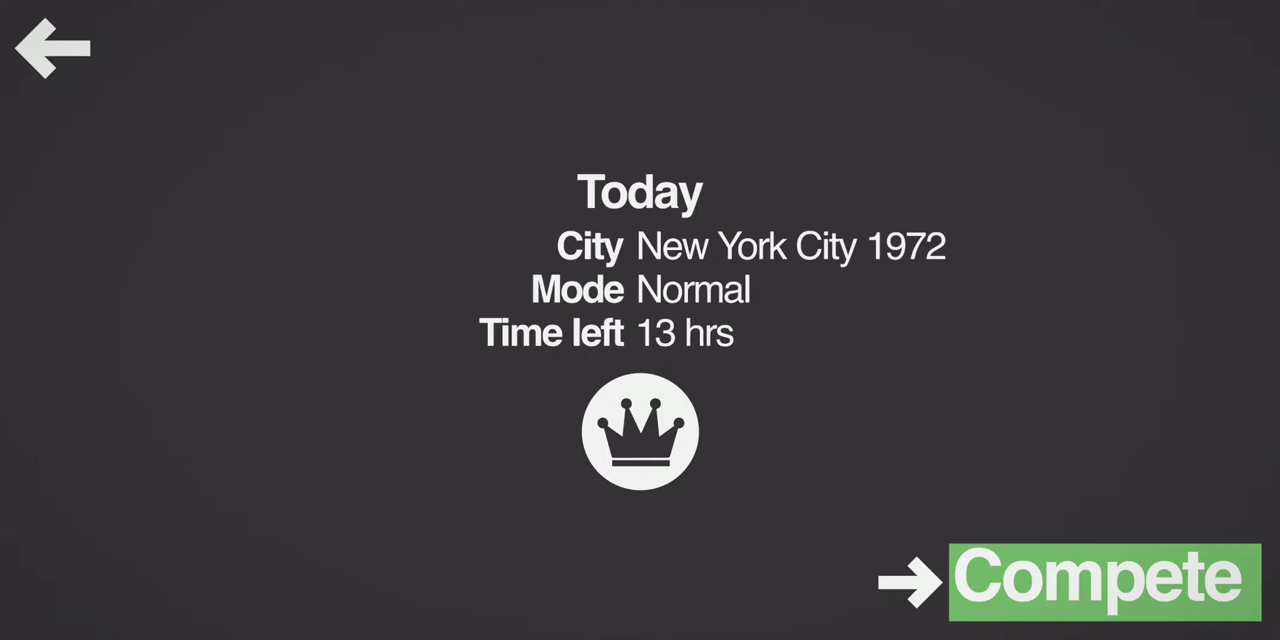 Today
City New York City 1972
Mode Normal
Time left 13 hrs
Compete